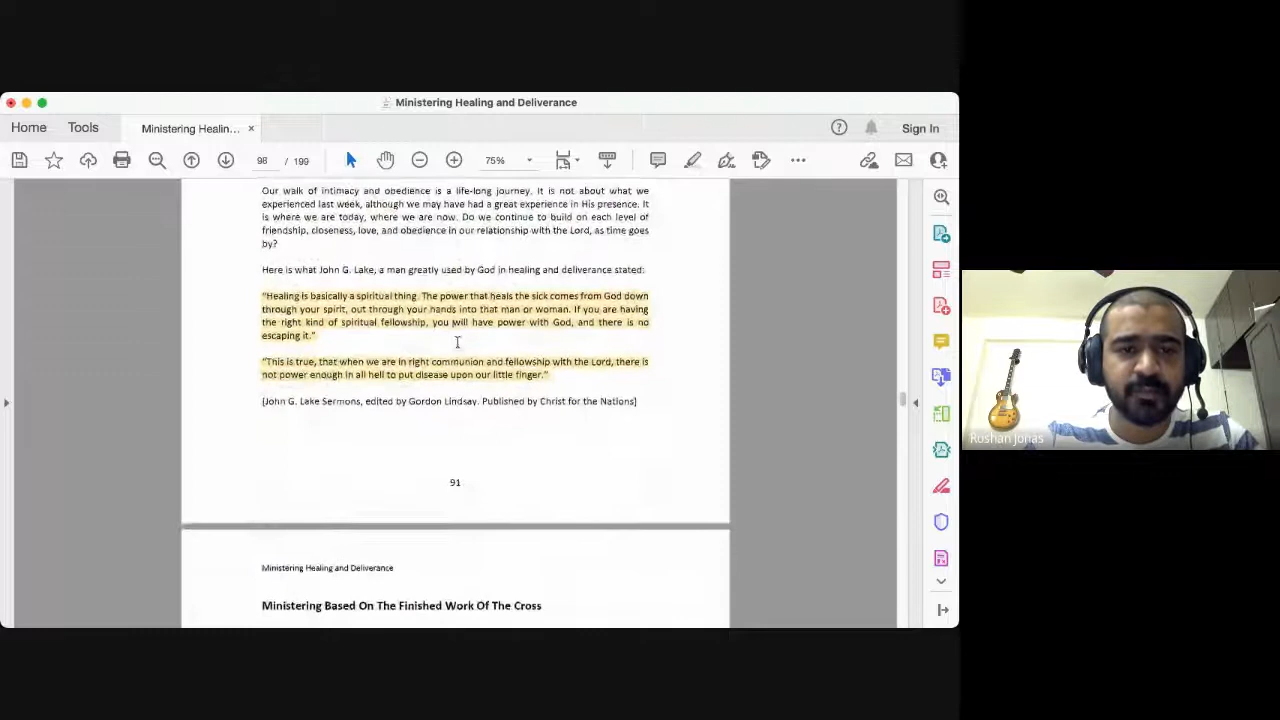 Ministering Healing and Deliverance
Home
Tools
Ministering Healin...
×
Sign In
98
/ 199
75%
Our walk of intimacy and obedience is a life-long journey. It is not about what we
experienced last week, although we may have had a great experience in His presence. It
is where we are today, where we are now. Do we continue to build on each level of
friendship, closeness, love, and obedience in our relationship with the Lord, as time goes
by?
Here is what John G. Lake, a man greatly used by God in healing and deliverance stated:
"Healing is basically a spiritual thing. The power that heals the sick comes from God down
through your spirit, out through your hands into that man or woman. If you are having
the right kind of spiritual fellowship, you will have power with God, and there is no
escaping it."
"This is true, that when we are in right communion and fellowship with the Lord, there is
not power enough in all hell to put disease upon our little finger."
(John G. Lake Sermons, edited by Gordon Lindsay. Published by Christ for the Nations)
91
Ministering Healing and Deliverance
Ministering Based On The Finished Work Of The Cross
Roshan Jonas